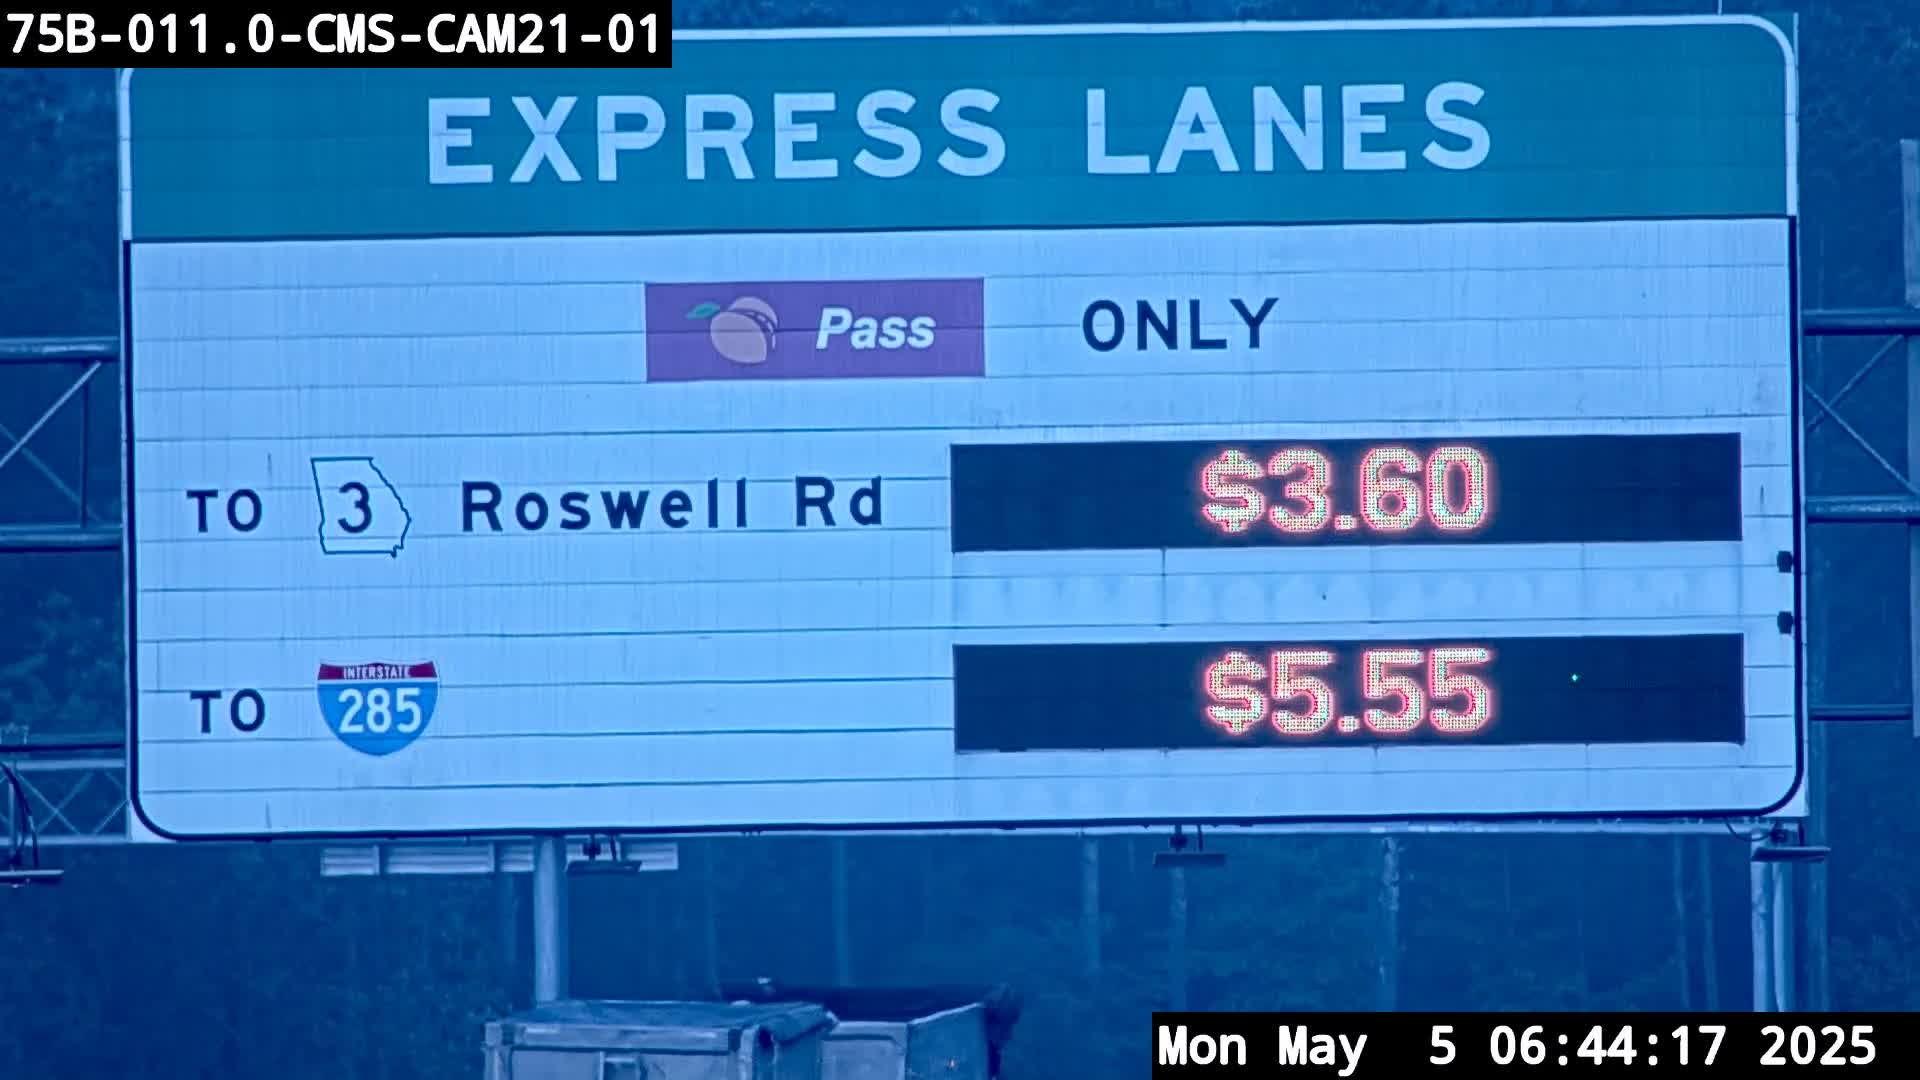 75B-011.0-CMS-CAM21-01
EXPRESS LANES
Pass ONLY
TO 3 Roswell Rd $3.60
INTERSTATE
TO 285 $5.55
Mon May 5 06:44:17 2025